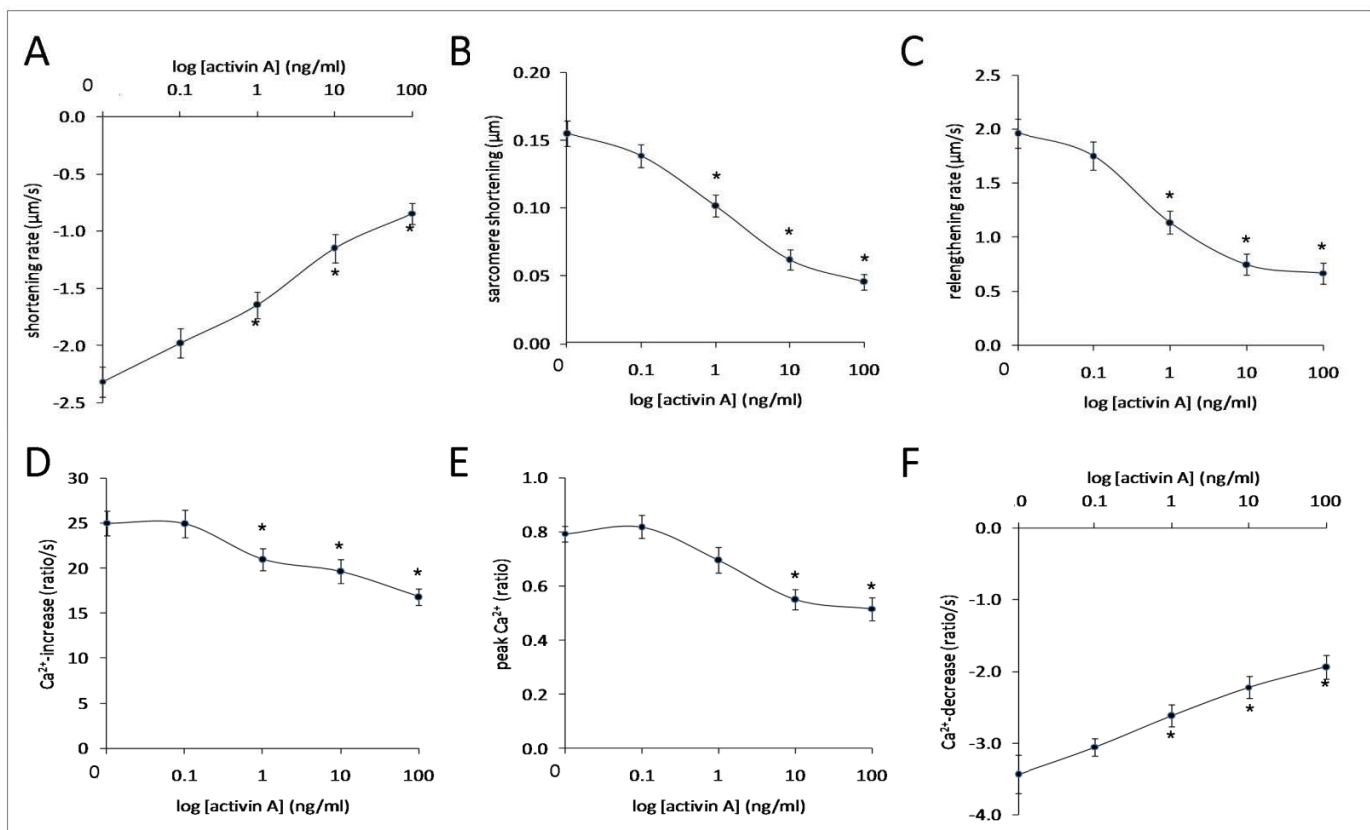 A
log [activin A] (ng/ml)
0 0.1 1 10 100
0.0
-0.5
-1.0
-1.5
-2.0
-2.5
shortening rate (µm/s)
* * *
B
0.20
0.15
0.10
0.05
0.00
sarcomere shortening (µm)
* * *
0 0.1 1 10 100
log [activin A] (ng/ml)
C
2.5
2.0
1.5
1.0
0.5
0.0
relengthening rate (µm/s)
* * *
0 0.1 1 10 100
log [activin A] (ng/ml)
D
30
25
20
15
10
5
0
Ca²⁺-increase (ratio/s)
* * *
0 0.1 1 10 100
log [activin A] (ng/ml)
E
1.0
0.8
0.6
0.4
0.2
0.0
peak Ca²⁺ (ratio)
* *
0 0.1 1 10 100
log [activin A] (ng/ml)
F
log [activin A] (ng/ml)
.0 0.1 1 10 100
0.0
-1.0
-2.0
-3.0
-4.0
Ca²⁺-decrease (ratio/s)
* * *